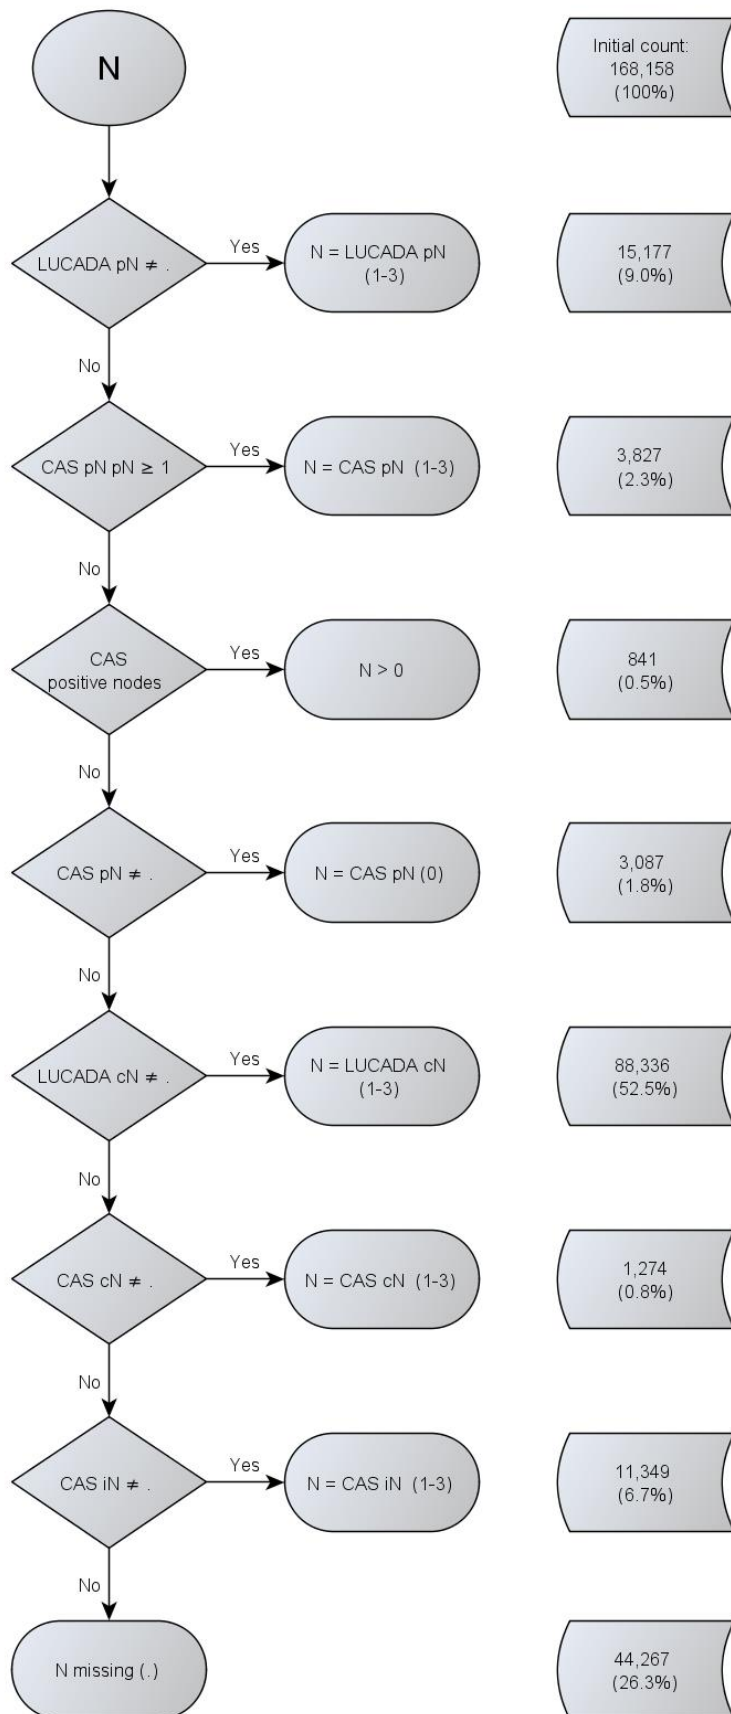 N
Initial count:
168,158
(100%)
LUCADA pN ≠ .
Yes
N = LUCADA pN
(1-3)
15,177
(9.0%)
No
CAS pN pN ≥ 1
Yes
N = CAS pN  (1-3)
3,827
(2.3%)
No
CAS
positive nodes
Yes
N > 0
841
(0.5%)
No
CAS pN ≠ .
Yes
N = CAS pN (0)
3,087
(1.8%)
No
LUCADA cN ≠ .
Yes
N = LUCADA cN
(1-3)
88,336
(52.5%)
No
CAS cN ≠ .
Yes
N = CAS cN  (1-3)
1,274
(0.8%)
No
CAS iN ≠ .
Yes
N = CAS iN  (1-3)
11,349
(6.7%)
No
N missing (.)
44,267
(26.3%)